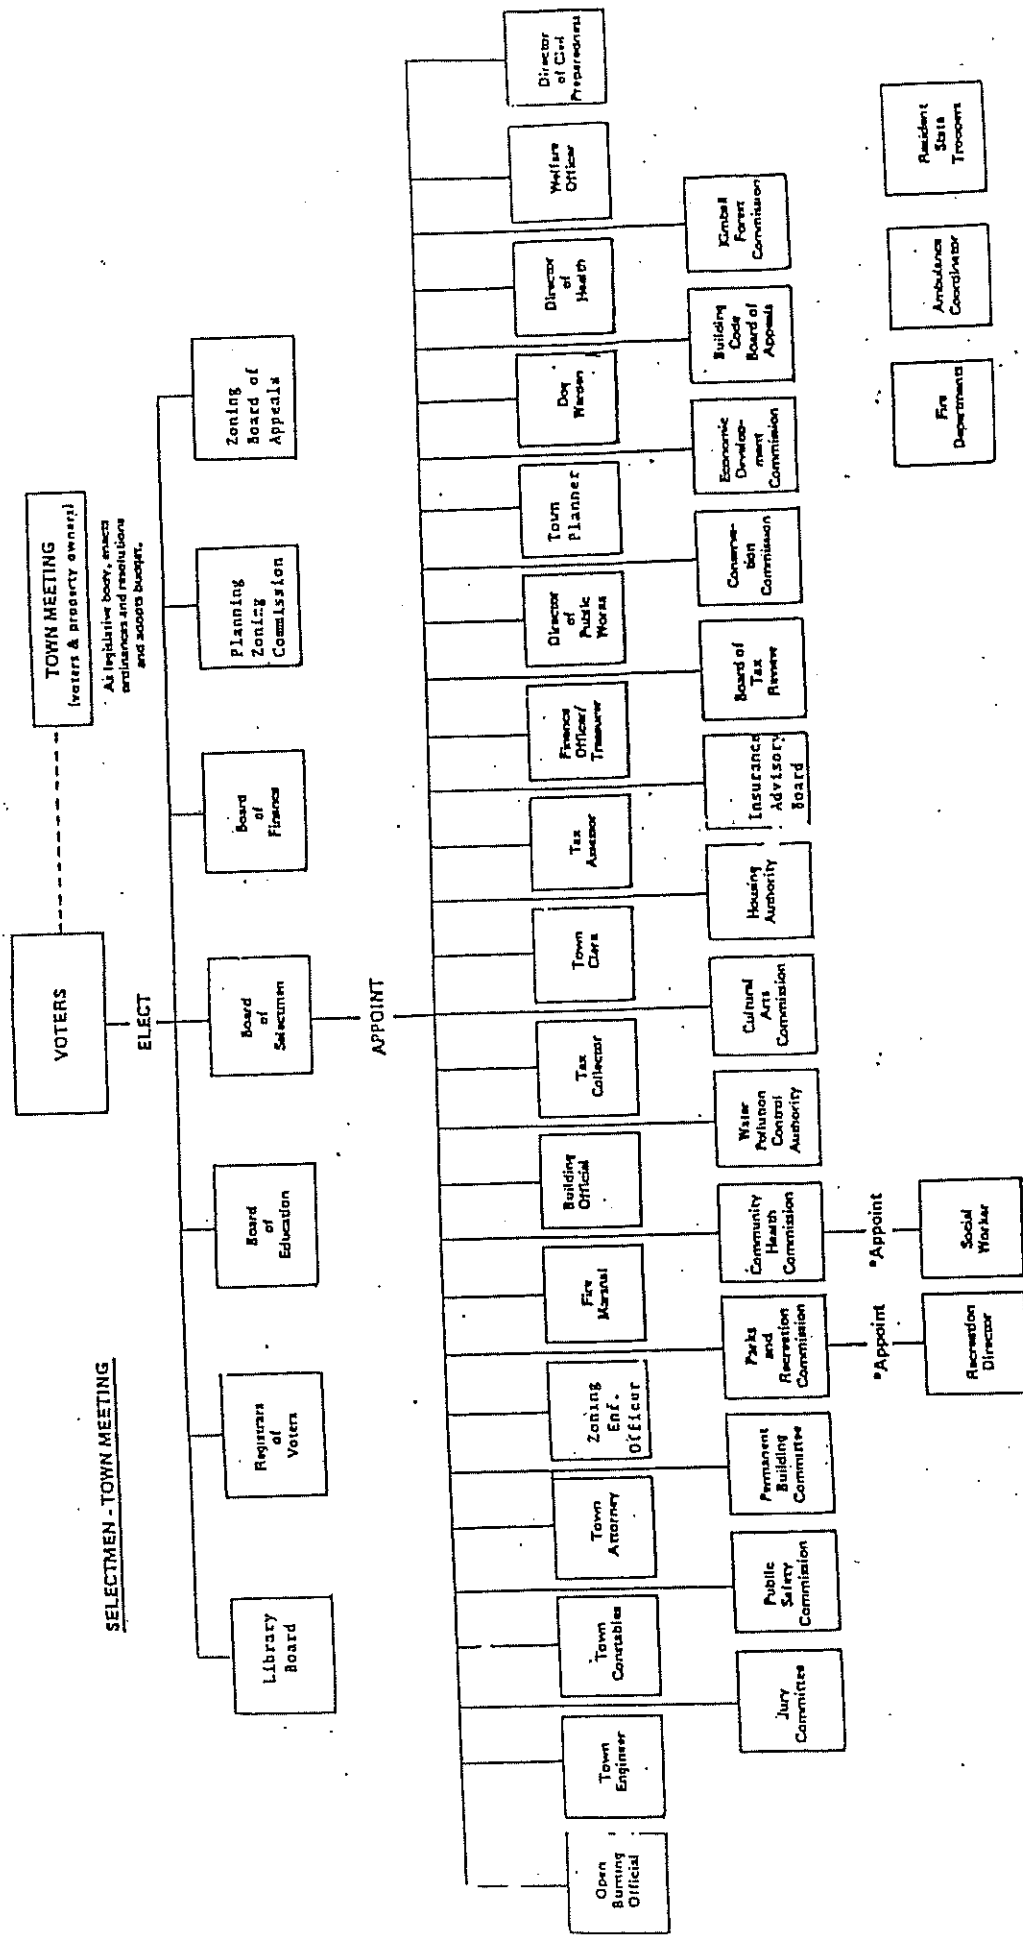 SELECTMEN - TOWN MEETING
VOTERS
TOWN MEETING
(voters & property owners)
As legislative body, enacts
ordinances and resolutions
and adopts budget.
ELECT
Library
Board
Registrars
of
Voters
Board
of
Education
Board
of
Selectmen
Board
of
Finance
Planning
Zoning
Commission
Zoning
Board of
Appeals
APPOINT
Open
Burning
Official
Town
Engineer
Town
Constables
Town
Attorney
Zoning
Enf.
Officer
Fire
Marshal
Building
Official
Tax
Collector
Town
Clerk
Tax
Assessor
Finance
Officer/
Treasurer
Director
of
Public
Works
Town
Planner
Dog
Warden
Director
of
Health
Welfare
Officer
Director
of Civil
Preparedness
Jury
Committee
Public
Safety
Commission
Permanent
Building
Committee
Parks
and
Recreation
Commission
Community
Health
Commission
Water
Pollution
Control
Authority
Cultural
Arts
Commission
Housing
Authority
Insurance
Advisory
Board
Board of
Tax
Review
Conserva-
tion
Commission
Economic
Develop-
ment
Commission
Building
Code
Board of
Appeals
Kimball
Forest
Commission
*Appoint
*Appoint
Recreation
Director
Social
Worker
Fire
Departments
Ambulance
Coordinator
Resident
State
Troopers